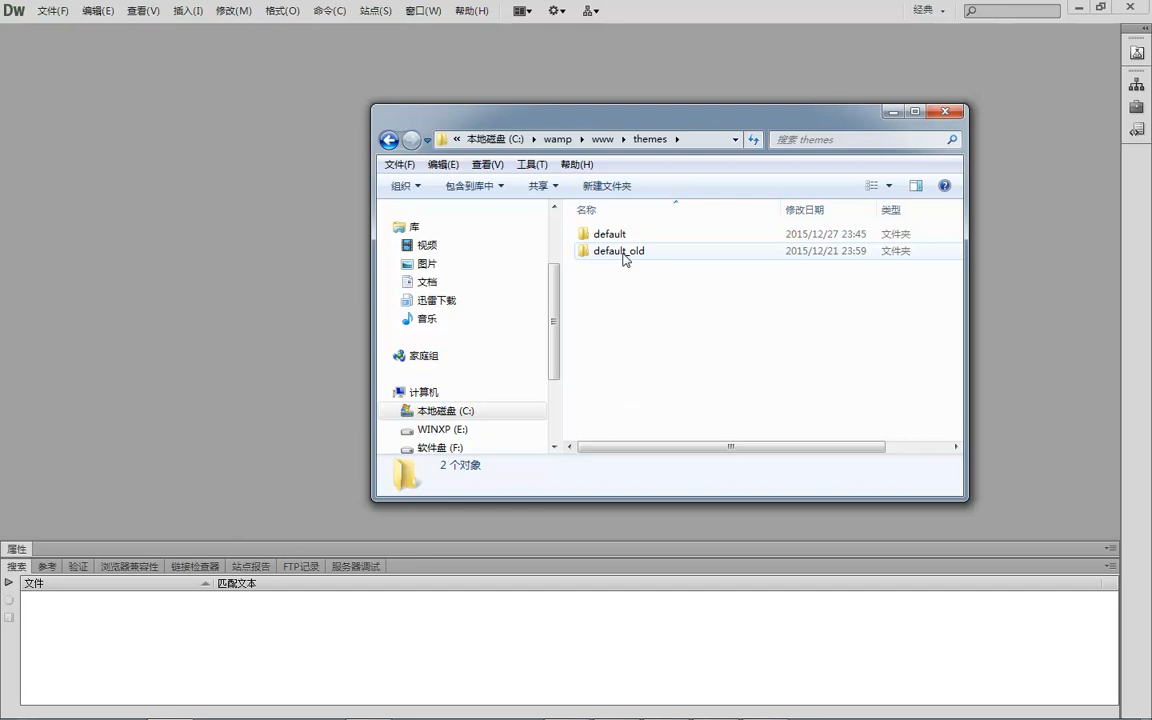 Dw 文件(F) 编辑(E) 查看(V) 插入(I) 修改(M) 格式(O) 命令(C) 站点(S) 窗口(W) 帮助(H) 经典
« 本地磁盘 (C:) wamp www themes 搜索 themes
文件(F) 编辑(E) 查看(V) 工具(T) 帮助(H)
组织 包含到库中 共享 新建文件夹
名称 修改日期 类型
库
视频
图片
文档
迅雷下载
音乐
家庭组
计算机
本地磁盘 (C:)
WINXP (E:)
软件盘 (F:)
default 2015/12/27 23:45 文件夹
default_old 2015/12/21 23:59 文件夹
2 个对象
属性
搜索 参考 验证 浏览器兼容性 链接检查器 站点报告 FTP记录 服务器调试
文件 匹配文本